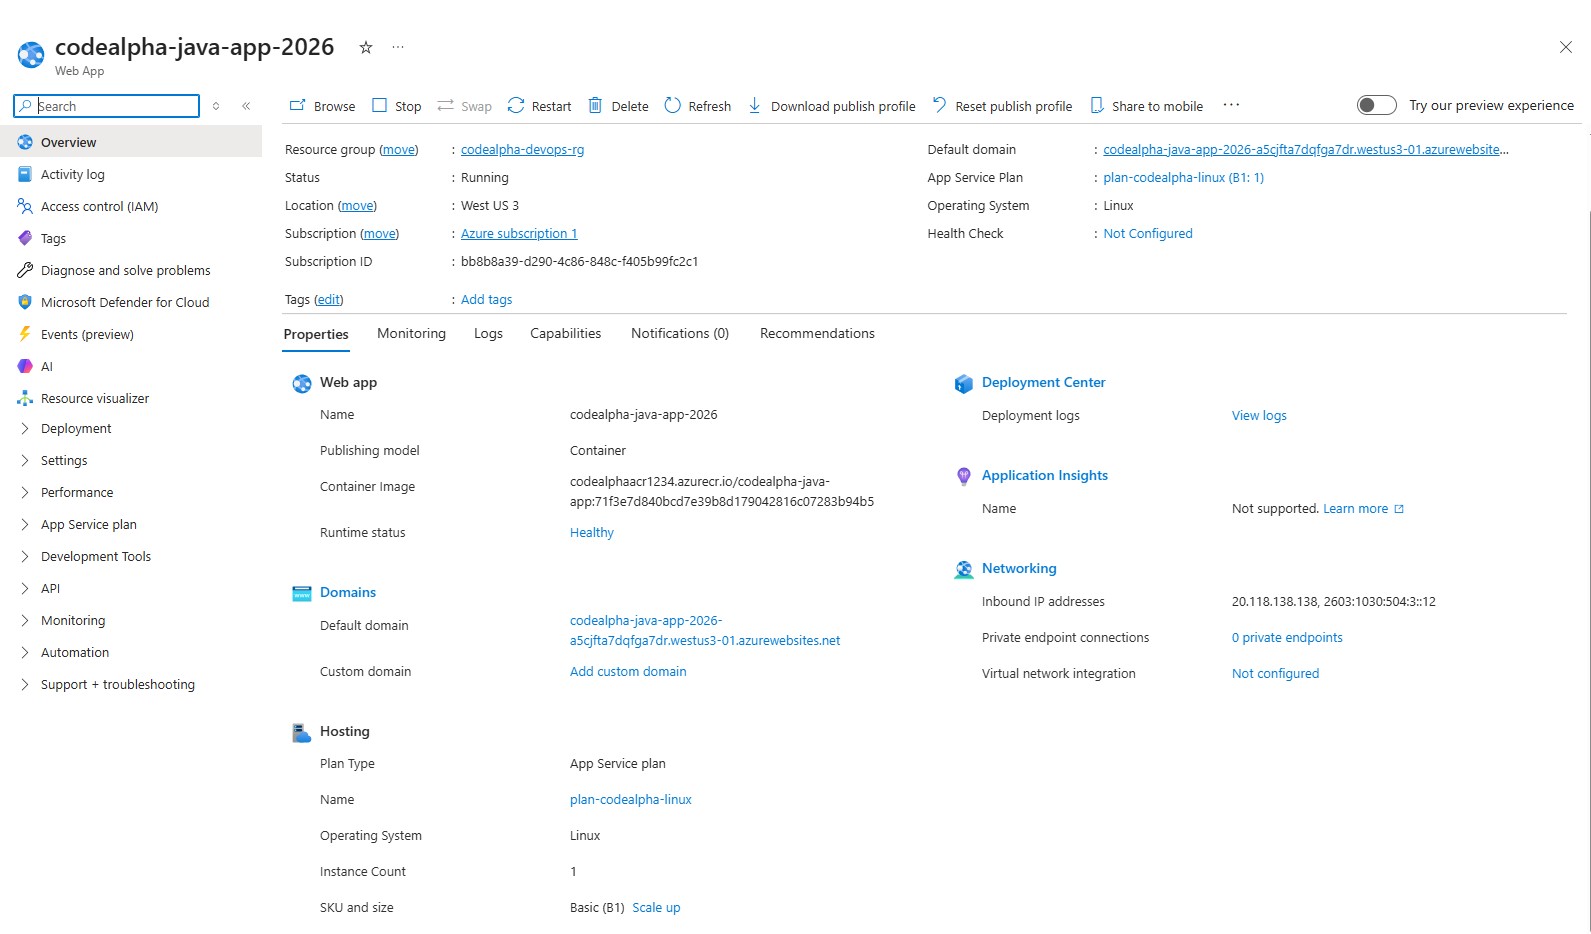 codealpha-java-app-2026
Web App
Search
Browse Stop Swap Restart Delete Refresh Download publish profile Reset publish profile Share to mobile ... Try our preview experience
Overview
Activity log
Access control (IAM)
Tags
Diagnose and solve problems
Microsoft Defender for Cloud
Events (preview)
AI
Resource visualizer
Deployment
Settings
Performance
App Service plan
Development Tools
API
Monitoring
Automation
Support + troubleshooting
Resource group (move) : codealpha-devops-rg
Status : Running
Location (move) : West US 3
Subscription (move) : Azure subscription 1
Subscription ID : bb8b8a39-d290-4c86-848c-f405b99fc2c1
Tags (edit) : Add tags
Default domain : codealpha-java-app-2026-a5cjfta7dqfga7dr.westus3-01.azurewebsite...
App Service Plan : plan-codealpha-linux (B1: 1)
Operating System : Linux
Health Check : Not Configured
Properties Monitoring Logs Capabilities Notifications (0) Recommendations
Web app
Name codealpha-java-app-2026
Publishing model Container
Container Image codealphaacr1234.azurecr.io/codealpha-java-
app:71f3e7d840bcd7e39b8d179042816c07283b94b5
Runtime status Healthy
Domains
Default domain codealpha-java-app-2026-
a5cjfta7dqfga7dr.westus3-01.azurewebsites.net
Custom domain Add custom domain
Hosting
Plan Type App Service plan
Name plan-codealpha-linux
Operating System Linux
Instance Count 1
SKU and size Basic (B1) Scale up
Deployment Center
Deployment logs View logs
Application Insights
Name Not supported. Learn more
Networking
Inbound IP addresses 20.118.138.138, 2603:1030:504:3::12
Private endpoint connections 0 private endpoints
Virtual network integration Not configured